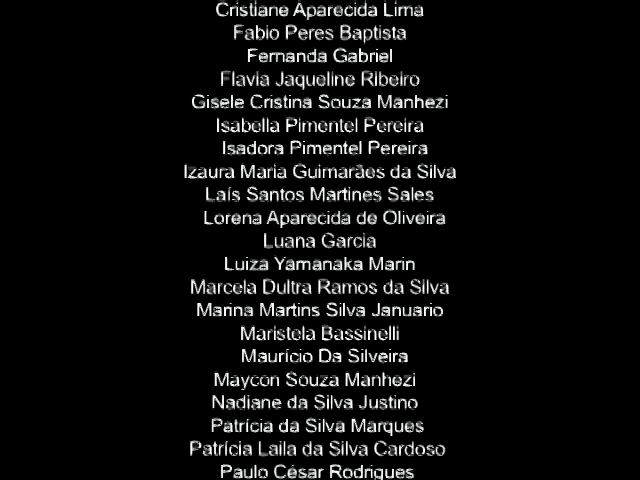 Cristiane Aparecida Lima
Fabio Peres Baptista
Fernanda Gabriel
Flavia Jaqueline Ribeiro
Gisele Cristina Souza Manhezi
Isabella Pimentel Pereira
Isadora Pimentel Pereira
Izaura Maria Guimarães da Silva
Laís Santos Martines Sales
Lorena Aparecida de Oliveira
Luana Garcia
Luiza Yamanaka Marin
Marcela Dultra Ramos da Silva
Marina Martins Silva Januario
Maristela Bassinelli
Maurício Da Silveira
Maycon Souza Manhezi
Nadiane da Silva Justino
Patrícia da Silva Marques
Patrícia Laila da Silva Cardoso
Paulo César Rodrigues